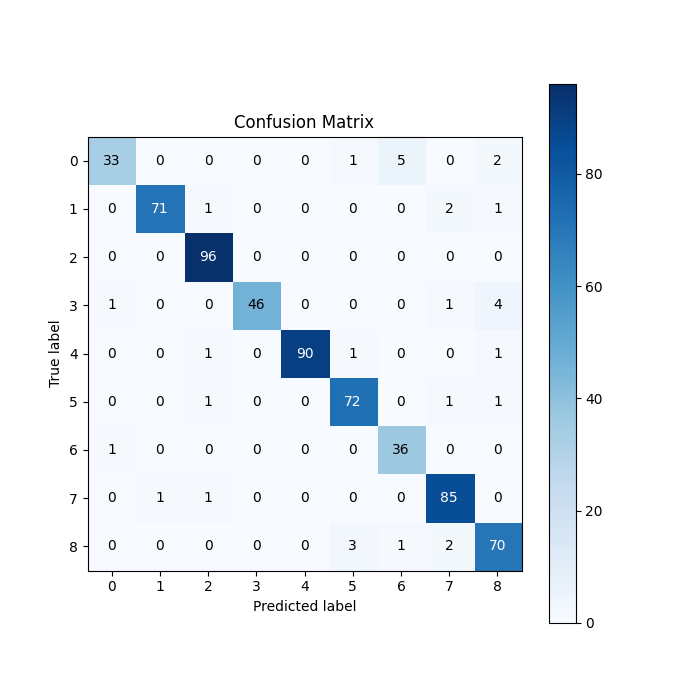 Confusion Matrix
True label
0 33 0 0 0 0 1 5 0 2
1 0 71 1 0 0 0 0 2 1
2 0 0 96 0 0 0 0 0 0
3 1 0 0 46 0 0 0 1 4
4 0 0 1 0 90 1 0 0 1
5 0 0 1 0 0 72 0 1 1
6 1 0 0 0 0 0 36 0 0
7 0 1 1 0 0 0 0 85 0
8 0 0 0 0 0 3 1 2 70
0 1 2 3 4 5 6 7 8
Predicted label
80
60
40
20
0